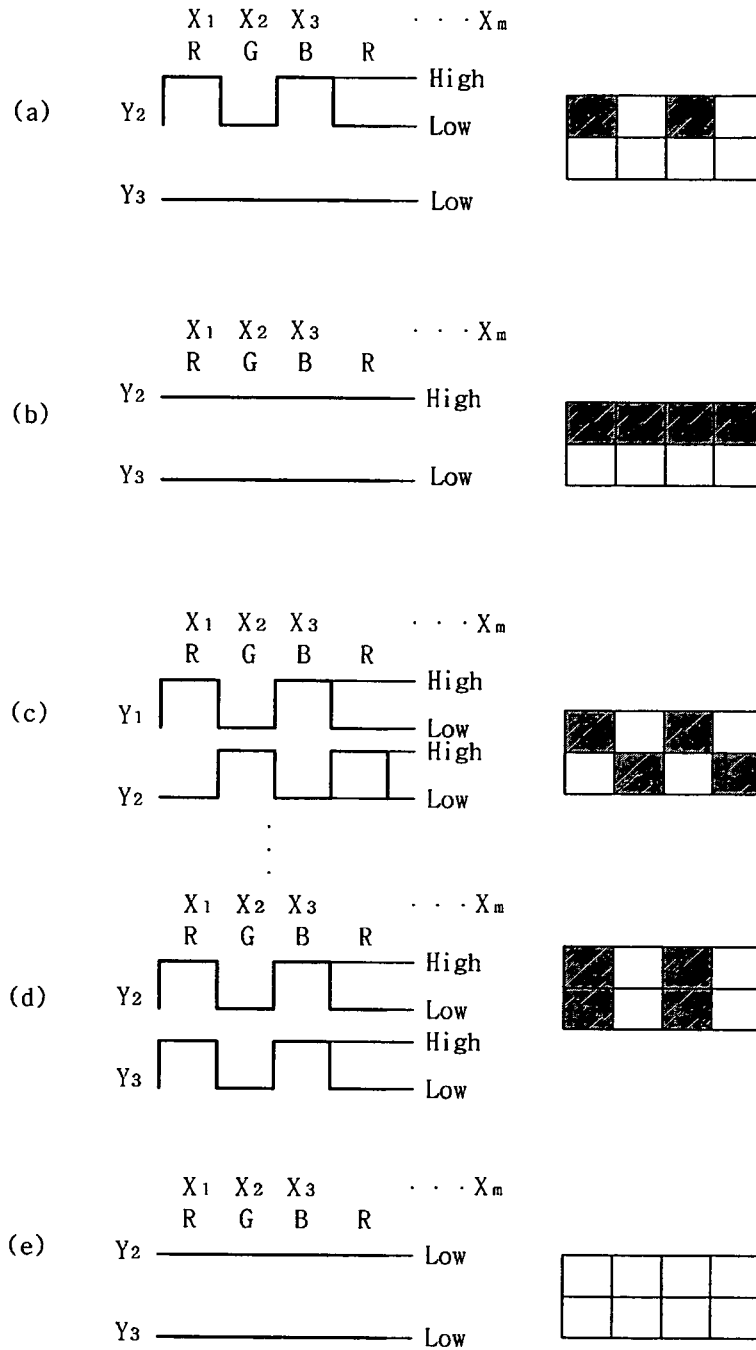 X1 X2 X3 · · · Xm
R G B R
High
(a) Y2
Low
Y3 Low
X1 X2 X3 · · · Xm
R G B R
Y2 High
(b)
Y3 Low
X1 X2 X3 · · · Xm
R G B R
High
(c) Y1
Low
High
Y2 Low
X1 X2 X3 · · · Xm
R G B R
High
(d) Y2
Low
High
Y3 Low
X1 X2 X3 · · · Xm
R G B R
(e) Y2 Low
Y3 Low